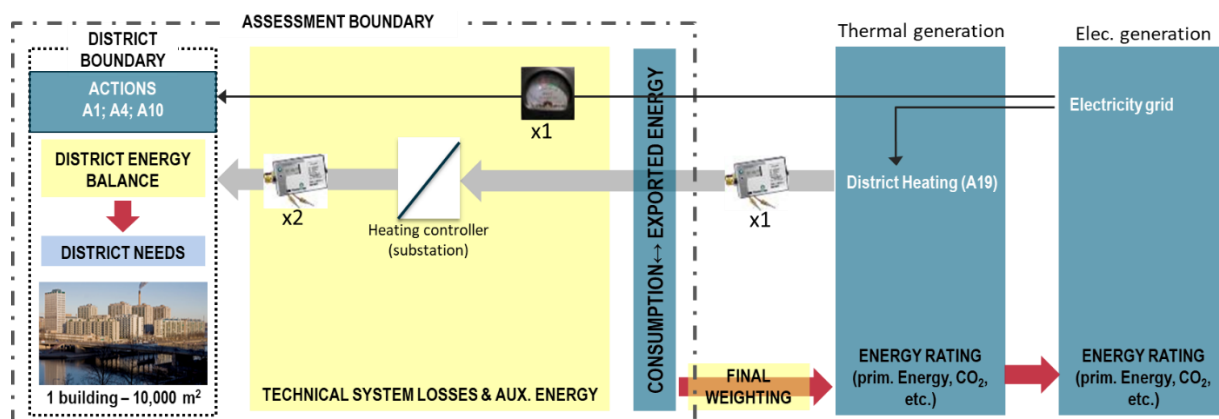 ASSESSMENT BOUNDARY
DISTRICT
BOUNDARY
ACTIONS
A1; A4; A10
DISTRICT ENERGY
BALANCE
DISTRICT NEEDS
1 building – 10,000 m²
x1
x2
Heating controller
(substation)
TECHNICAL SYSTEM LOSSES & AUX. ENERGY
CONSUMPTION↔ EXPORTED ENERGY
x1
FINAL
WEIGHTING
Thermal generation
District Heating (A19)
ENERGY RATING
(prim. Energy, CO₂,
etc.)
Elec. generation
Electricity grid
ENERGY RATING
(prim. Energy, CO₂,
etc.)